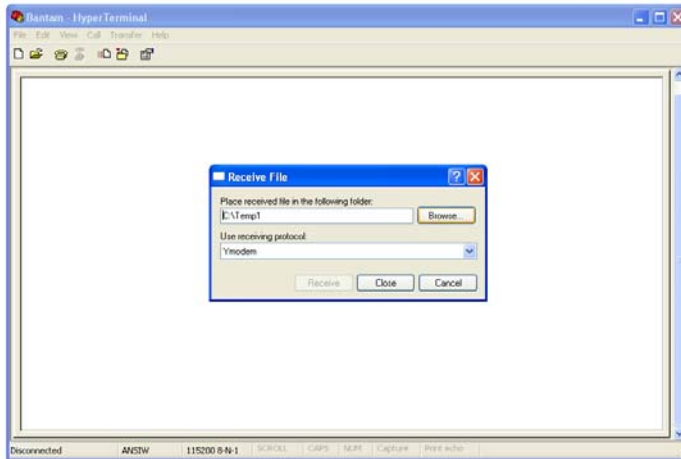 Bantam - HyperTerminal
File Edit View Call Transfer Help
Receive File
Place received file in the following folder:
C:\Temp1
Browse...
Use receiving protocol:
Ymodem
Receive Close Cancel
Disconnected ANSIW 115200 8-N-1 SCROLL CAPS NUM Capture Print echo